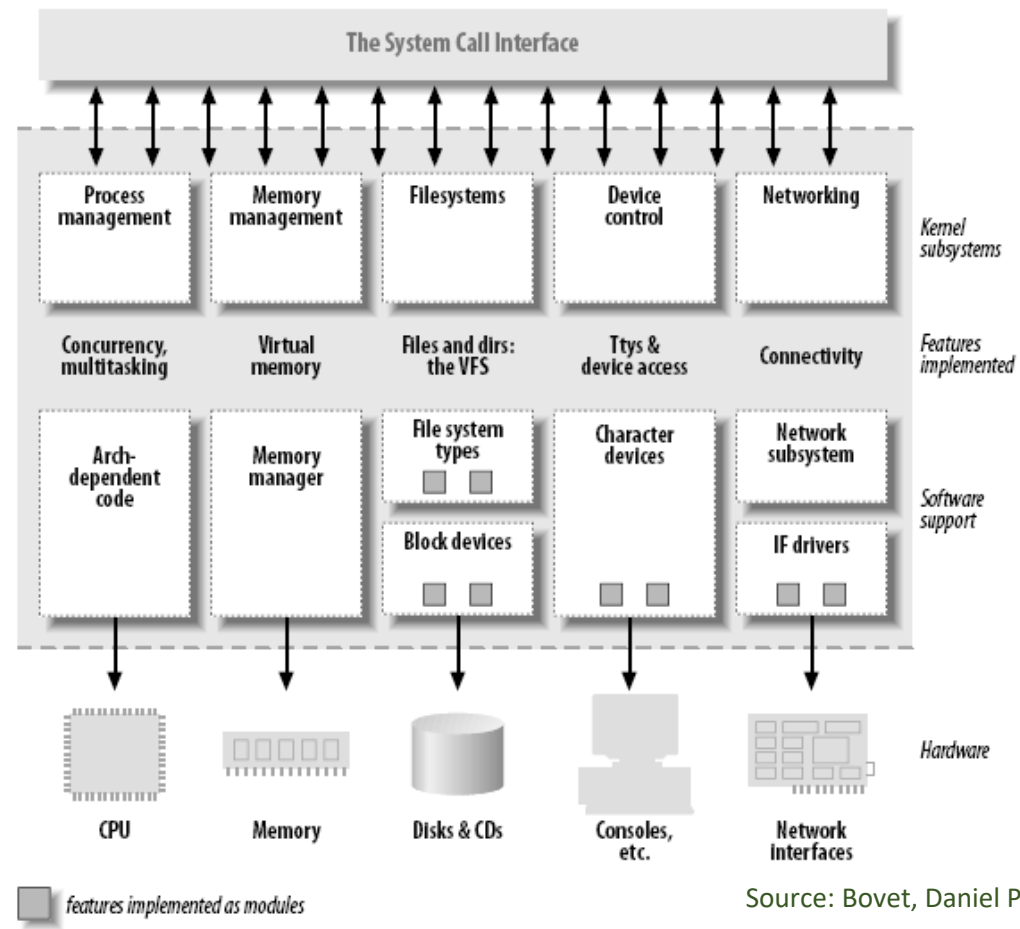 The System Call Interface
Process
management
Memory
management
Filesystems
Device
control
Networking
Kernel
subsystems
Concurrency,
multitasking
Virtual
memory
Files and dirs:
the VFS
Ttys &
device access
Connectivity
Features
implemented
Arch-
dependent
code
Memory
manager
File system
types
Block devices
Character
devices
Network
subsystem
IF drivers
Software
support
Hardware
CPU
Memory
Disks & CDs
Consoles,
etc.
Network
interfaces
features implemented as modules
Source: Bovet, Daniel P